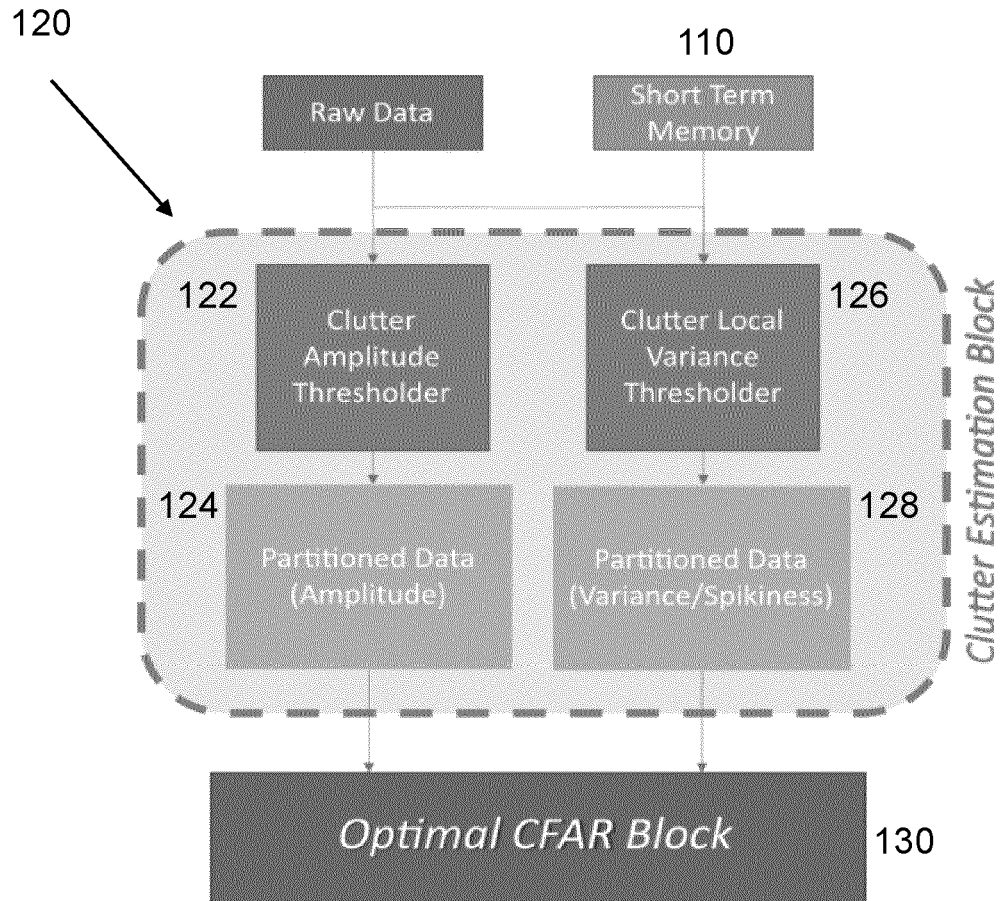 120
110
Raw Data
Short Term
Memory
122
Clutter
Amplitude
Thresholder
126
Clutter Local
Variance
Thresholder
124
Partitioned Data
(Amplitude)
128
Partitioned Data
(Variance/Spikiness)
Clutter Estimation Block
Optimal CFAR Block
130